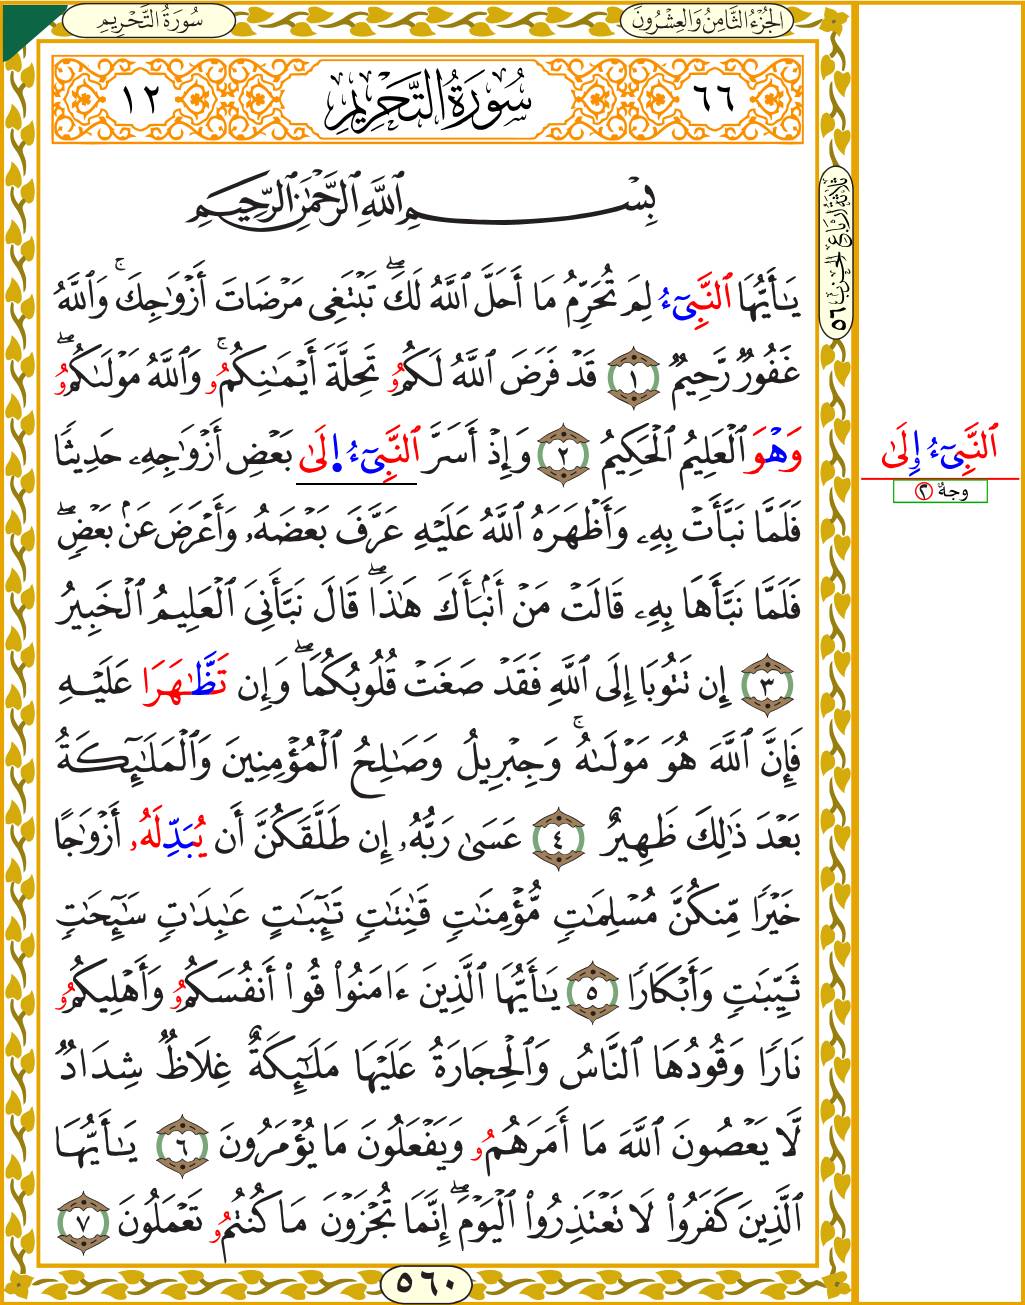 سُورَةُ التَّحْرِيمِ
الجُزْءُ الثَّامِنُ وَالعِشْرُونَ
٦٦ سُورَةُ التَّحْرِيمِ ١٢
ثَلَاثَةُ أَرْبَاعِ الحِزْبِ ٥٦
بِسْمِ ٱللَّهِ ٱلرَّحْمَٰنِ ٱلرَّحِيمِ
يَٰٓأَيُّهَا ٱلنَّبِىٓءُ لِمَ تُحَرِّمُ مَا أَحَلَّ ٱللَّهُ لَكَۖ تَبْتَغِى مَرْضَاتَ أَزْوَٰجِكَۚ وَٱللَّهُ
غَفُورٌ رَّحِيمٌ ١ قَدْ فَرَضَ ٱللَّهُ لَكُمُۥ تَحِلَّةَ أَيْمَٰنِكُمُۥۚ وَٱللَّهُ مَوْلَىٰكُمُۥۖ
وَهْوَ ٱلْعَلِيمُ ٱلْحَكِيمُ ٢ وَإِذْ أَسَرَّ ٱلنَّبِىٓءُ اِلَىٰ بَعْضِ أَزْوَٰجِهِۦ حَدِيثًا
فَلَمَّا نَبَّأَتْ بِهِۦ وَأَظْهَرَهُ ٱللَّهُ عَلَيْهِ عَرَّفَ بَعْضَهُۥ وَأَعْرَضَ عَنۢ بَعْضٍۖ
فَلَمَّا نَبَّأَهَا بِهِۦ قَالَتْ مَنْ أَنۢبَأَكَ هَٰذَاۖ قَالَ نَبَّأَنِىَ ٱلْعَلِيمُ ٱلْخَبِيرُ
٣ إِن تَتُوبَا إِلَى ٱللَّهِ فَقَدْ صَغَتْ قُلُوبُكُمَاۖ وَإِن تَظَّٰهَرَا عَلَيْهِ
فَإِنَّ ٱللَّهَ هُوَ مَوْلَىٰهُۚ وَجِبْرِيلُ وَصَٰلِحُ ٱلْمُؤْمِنِينَ وَٱلْمَلَٰٓئِكَةُ
بَعْدَ ذَٰلِكَ ظَهِيرٌ ٤ عَسَىٰ رَبُّهُۥ إِن طَلَّقَكُنَّ أَن يُبَدِّلَهُۥ أَزْوَٰجًا
خَيْرًا مِّنكُنَّ مُسْلِمَٰتٍ مُّؤْمِنَٰتٍ قَٰنِتَٰتٍ تَٰٓئِبَٰتٍ عَٰبِدَٰتٍ سَٰٓئِحَٰتٍ
ثَيِّبَٰتٍ وَأَبْكَارًا ٥ يَٰٓأَيُّهَا ٱلَّذِينَ ءَامَنُوا۟ قُوا۟ أَنفُسَكُمُۥ وَأَهْلِيكُمُۥ
نَارًا وَقُودُهَا ٱلنَّاسُ وَٱلْحِجَارَةُ عَلَيْهَا مَلَٰٓئِكَةٌ غِلَاظٌ شِدَادٌ
لَّا يَعْصُونَ ٱللَّهَ مَا أَمَرَهُمُۥ وَيَفْعَلُونَ مَا يُؤْمَرُونَ ٦ يَٰٓأَيُّهَا
ٱلَّذِينَ كَفَرُوا۟ لَا تَعْتَذِرُوا۟ ٱلْيَوْمَۖ إِنَّمَا تُجْزَوْنَ مَا كُنتُمُۥ تَعْمَلُونَ ٧
٥٦٠
ٱلنَّبِىٓءُ إِلَىٰ
وجهٌ ٢